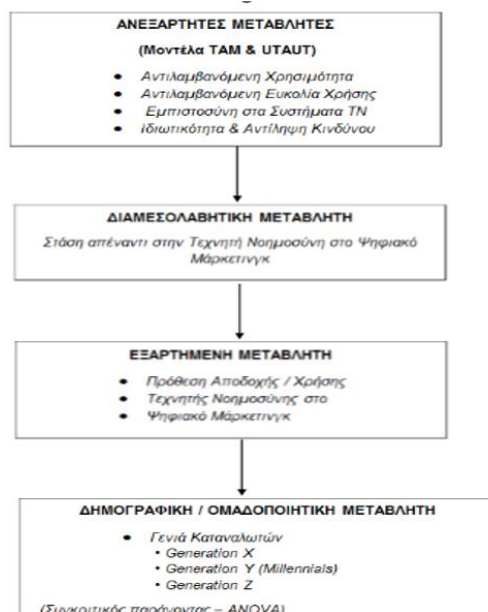 ΑΝΕΞΑΡΤΗΤΕΣ ΜΕΤΑΒΛΗΤΕΣ
(Μοντέλα TAM & UTAUT)
• Αντιλαμβανόμενη Χρησιμότητα
• Αντιλαμβανόμενη Ευκολία Χρήσης
• Εμπιστοσύνη στα Συστήματα ΤΝ
• Ιδιωτικότητα & Αντίληψη Κινδύνου
ΔΙΑΜΕΣΟΛΑΒΗΤΙΚΗ ΜΕΤΑΒΛΗΤΗ
Στάση απέναντι στην Τεχνητή Νοημοσύνη στο Ψηφιακό
Μάρκετινγκ
ΕΞΑΡΤΗΜΕΝΗ ΜΕΤΑΒΛΗΤΗ
• Πρόθεση Αποδοχής / Χρήσης
• Τεχνητής Νοημοσύνης στο
• Ψηφιακό Μάρκετινγκ
ΔΗΜΟΓΡΑΦΙΚΗ / ΟΜΑΔΟΠΟΙΗΤΙΚΗ ΜΕΤΑΒΛΗΤΗ
• Γενιά Καταναλωτών
• Generation X
• Generation Y (Millennials)
• Generation Z
(Συγκριτικός παράγοντας – ANOVA)